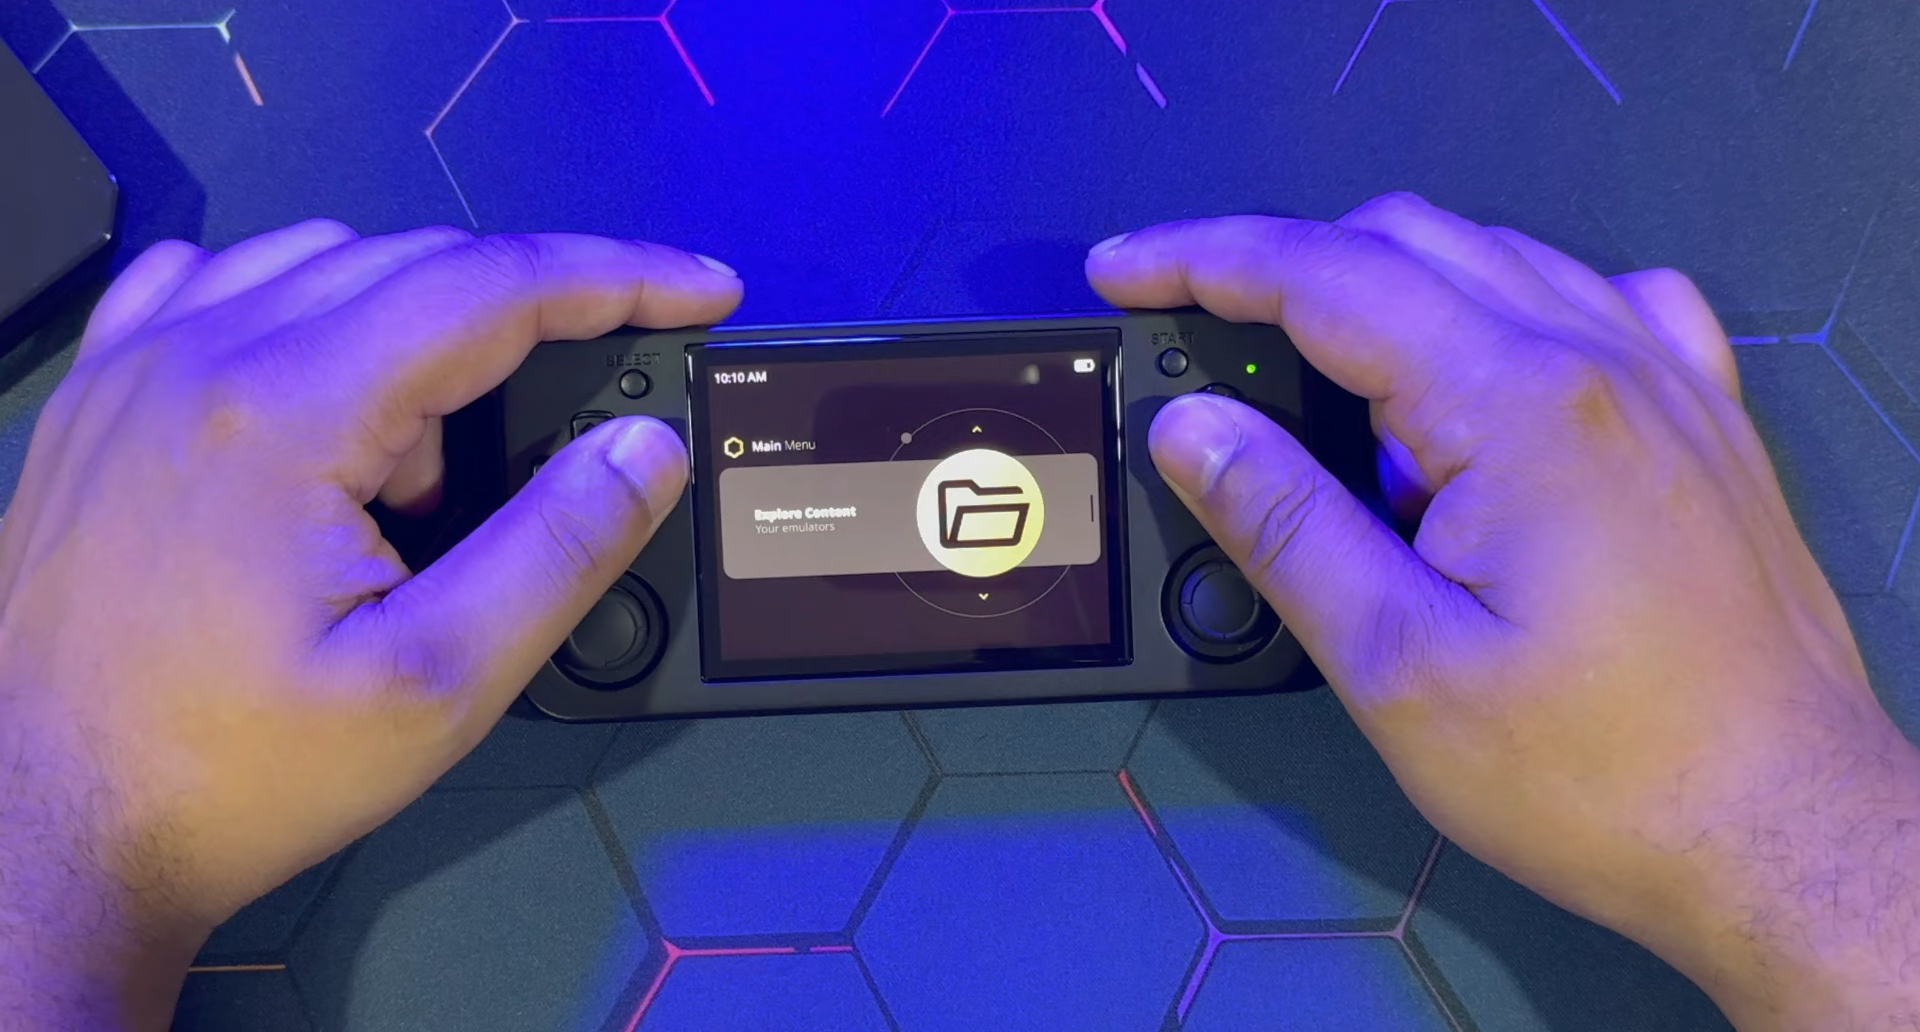 SELECT
START
10:10 AM
Main Menu
Explore Content
Your emulators